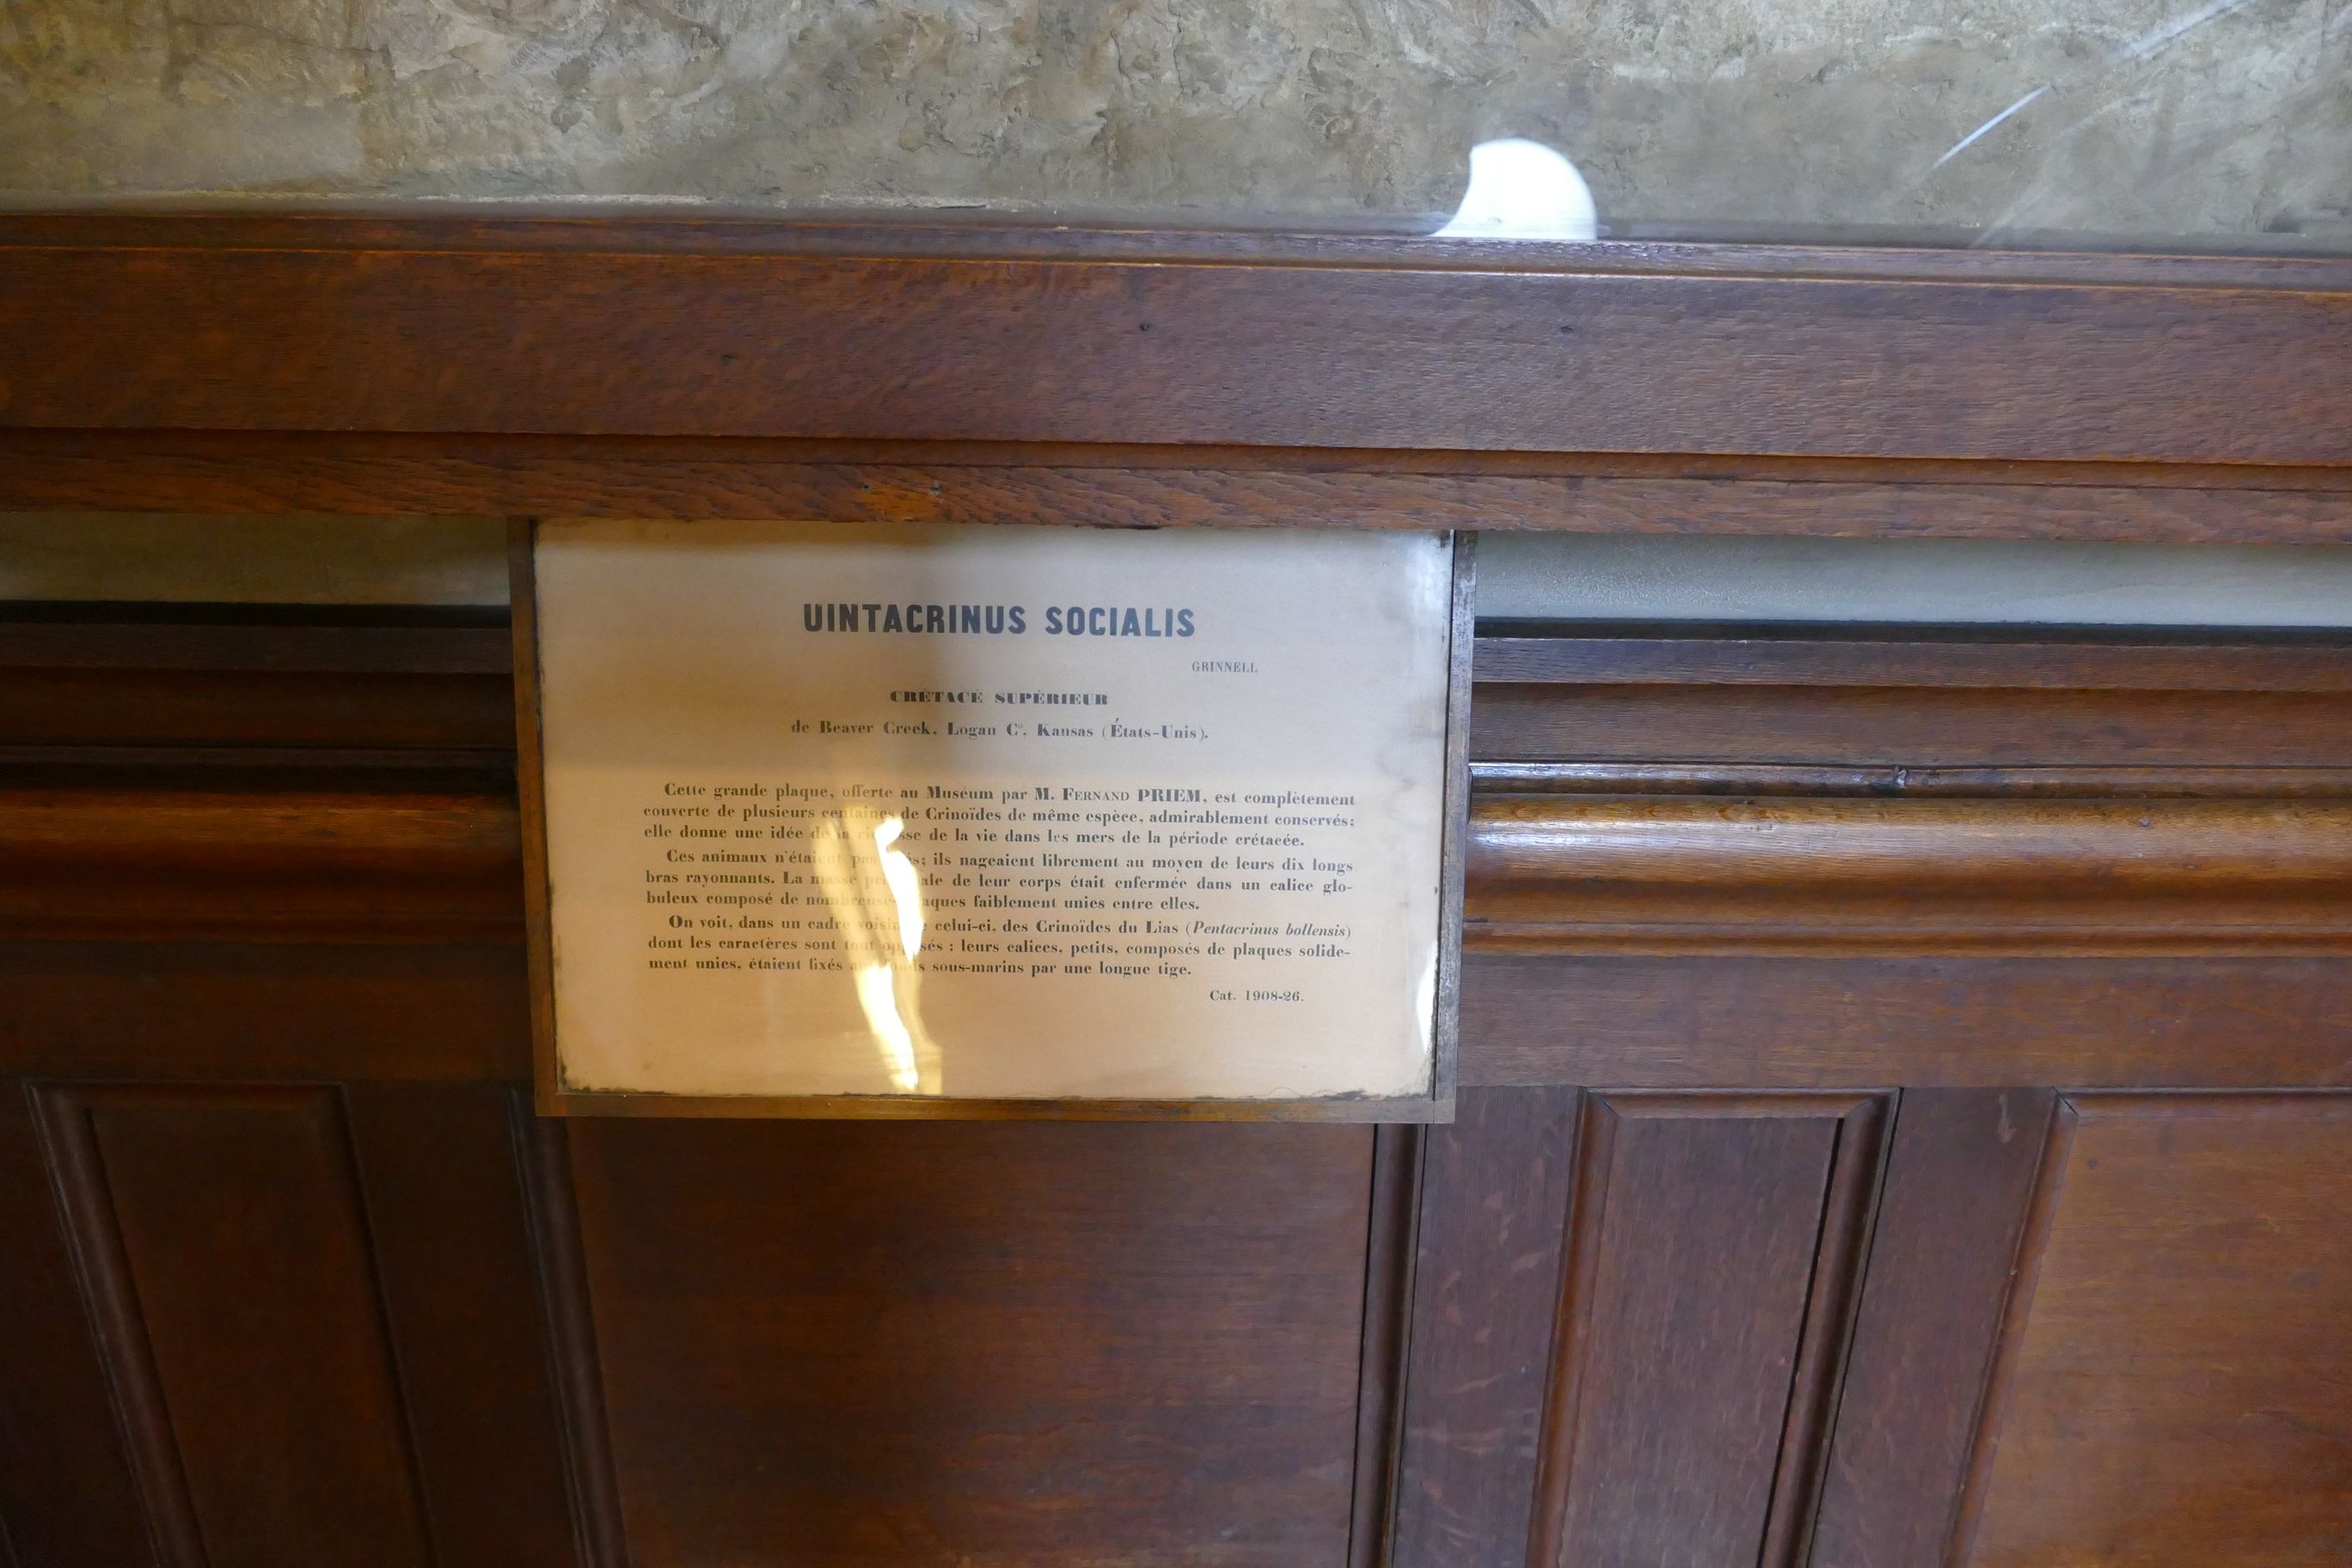 UINTACRINUS SOCIALIS
GRINNELL
CRÉTACÉ SUPÉRIEUR
de Beaver Creek. Logan C°. Kansas (États-Unis).
Cette grande plaque, offerte au Muséum par M. FERNAND PRIEM, est complètement
couverte de plusieurs centaines de Crinoïdes de même espèce, admirablement conservés;
elle donne une idée de la richesse de la vie dans les mers de la période crétacée.
Ces animaux n'étaient pas ; ils nageaient librement au moyen de leurs dix longs
bras rayonnants. La masse principale de leur corps était enfermée dans un calice glo-
buleux composé de nombreuses plaques faiblement unies entre elles.
On voit, dans un cadre voisin de celui-ci, des Crinoïdes du Lias (Pentacrinus bollensis)
dont les caractères sont tout opposés : leurs calices, petits, composés de plaques solide-
ment unies, étaient fixés sous-marins par une longue tige.
Cat. 1908-26.